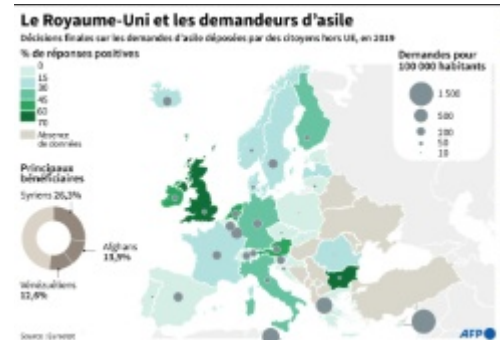 Le Royaume-Uni et les demandeurs d'asile
Décisions finales sur les demandes d'asile déposées par des citoyens hors UE, en 2019
% de réponses positives
0
15
30
45
60
70
Absence
de données
Demandes pour
100 000 habitants
1 500
500
200
50
10
Principaux
bénéficiaires
Syriens 26,3%
Afghans
13,9%
Vénézuéliens
12,6%
Source : Eurostat
AFP